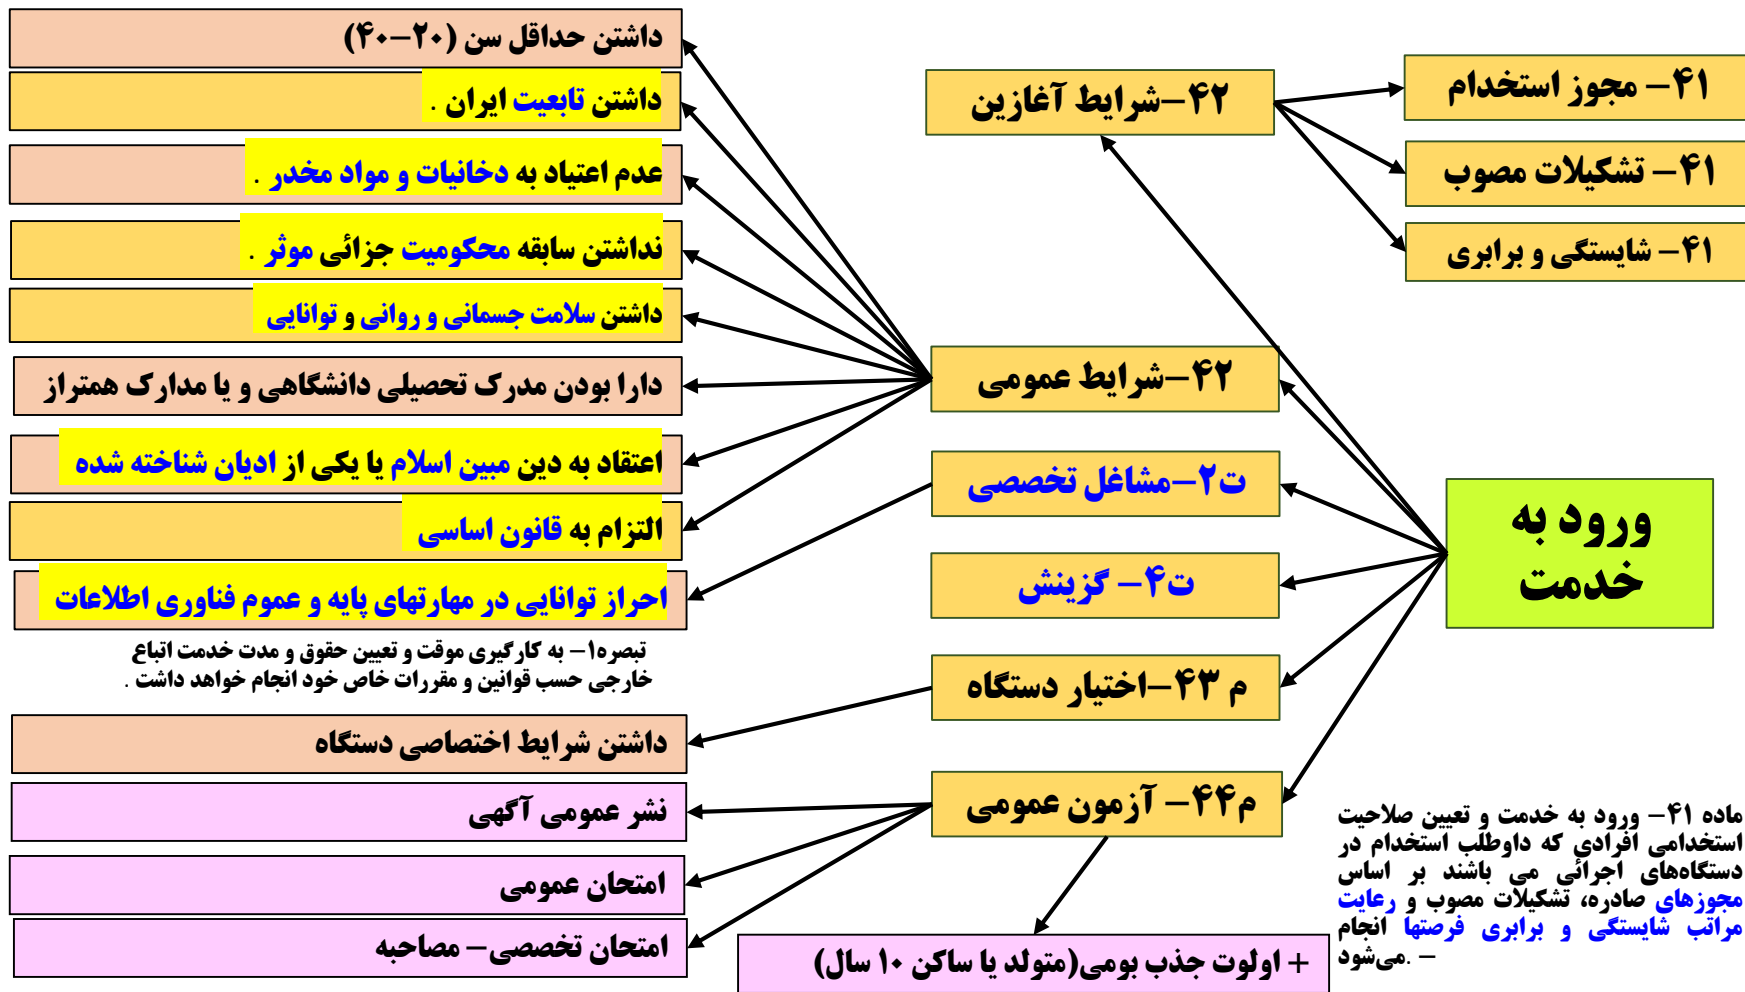 ورود به
خدمت
۴۲-شرایط آغازین
۴۱- مجوز استخدام
۴۱- تشکیلات مصوب
۴۱- شایستگی و برابری
۴۲-شرایط عمومی
داشتن حداقل سن (۲۰-۴۰)
داشتن تابعیت ایران .
عدم اعتیاد به دخانیات و مواد مخدر .
نداشتن سابقه محکومیت جزائی موثر .
داشتن سلامت جسمانی و روانی و توانایی
دارا بودن مدرک تحصیلی دانشگاهی و یا مدارک همتراز
اعتقاد به دین مبین اسلام یا یکی از ادیان شناخته شده
التزام به قانون اساسی
ت۲-مشاغل تخصصی
احراز توانایی در مهارتهای پایه و عموم فناوری اطلاعات
تبصره۱- به کارگیری موقت و تعیین حقوق و مدت خدمت اتباع
خارجی حسب قوانین و مقررات خاص خود انجام خواهد داشت .
ت۴- گزینش
م ۴۳-اختیار دستگاه
داشتن شرایط اختصاصی دستگاه
م۴۴- آزمون عمومی
نشر عمومی آگهی
امتحان عمومی
امتحان تخصصی- مصاحبه
+ اولوت جذب بومی(متولد یا ساکن ۱۰ سال)
ماده ۴۱- ورود به خدمت و تعیین صلاحیت
استخدامی افرادی که داوطلب استخدام در
دستگاه‌های اجرائی می باشند بر اساس
مجوزهای صادره، تشکیلات مصوب و رعایت
مراتب شایستگی و برابری فرصتها انجام
می‌شود. -